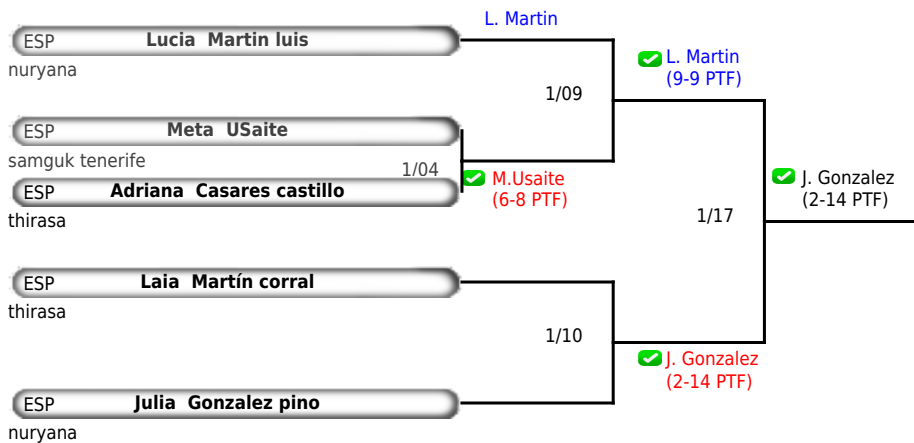 L. Martin
ESP Lucia Martin luis
nuryana
L. Martin
(9-9 PTF)
1/09
ESP Meta USaite
samguk tenerife
1/04
M.Usaite
(6-8 PTF)
ESP Adriana Casares castillo
thirasa
J. Gonzalez
(2-14 PTF)
1/17
ESP Laia Martín corral
thirasa
1/10
J. Gonzalez
(2-14 PTF)
ESP Julia Gonzalez pino
nuryana